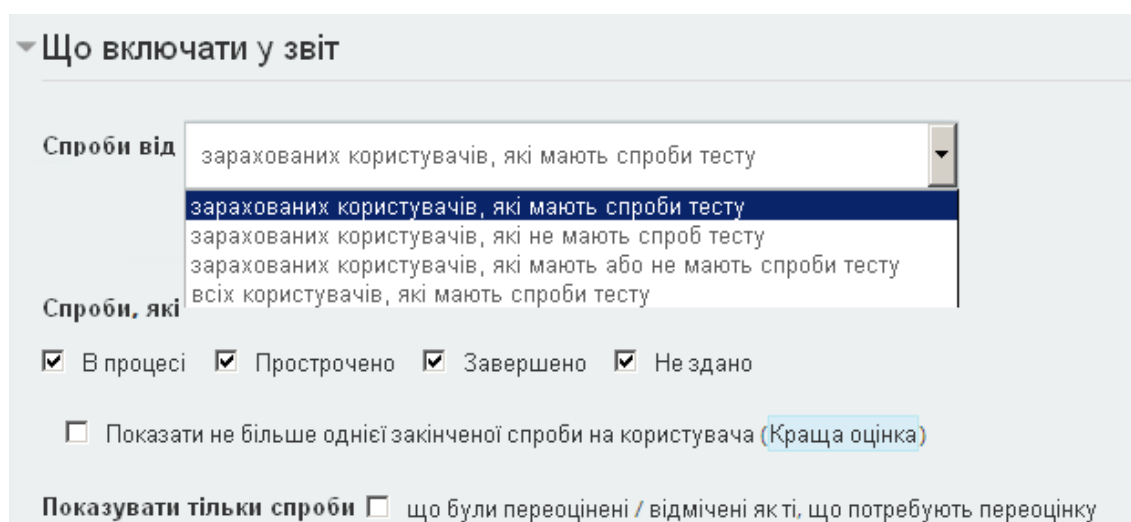 Що включати у звіт
Спроби від зарахованих користувачів, які мають спроби тесту
зарахованих користувачів, які мають спроби тесту
зарахованих користувачів, які не мають спроб тесту
зарахованих користувачів, які мають або не мають спроби тесту
всіх користувачів, які мають спроби тесту
Спроби, які
В процесі Прострочено Завершено Не здано
Показати не більше однієї закінченої спроби на користувача (Краща оцінка)
Показувати тільки спроби що були переоцінені / відмічені як ті, що потребують переоцінку